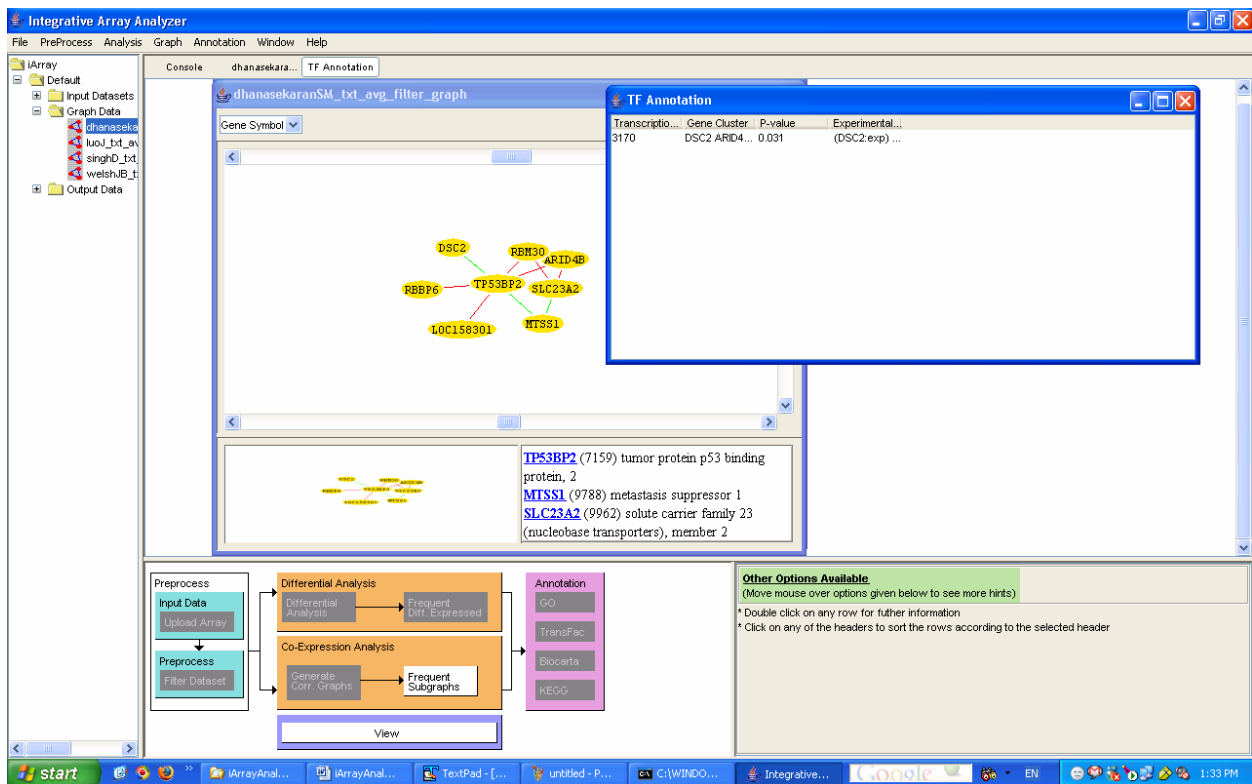 Integrative Array Analyzer
File PreProcess Analysis Graph Annotation Window Help
iArray
Default
Input Datasets
Graph Data
dhanaseka
luoJ_txt_av
singhD_txt_
welshJB_t
Output Data
Console dhanasekara... TF Annotation
dhanasekaranSM_txt_avg_filter_graph
Gene Symbol
DSC2
RBM30
ARID4B
RBBP6
TP53BP2
SLC23A2
LOC158301
MTSS1
TP53BP2 (7159) tumor protein p53 binding
protein, 2
MTSS1 (9788) metastasis suppressor 1
SLC23A2 (9962) solute carrier family 23
(nucleobase transporters), member 2
TF Annotation
Transcriptio... Gene Cluster P-value Experimental...
3170 DSC2 ARID4... 0.031 (DSC2:exp) ...
Preprocess
Input Data
Upload Array
Preprocess
Filter Dataset
Differential Analysis
Differential
Analysis
Frequent
Diff. Expressed
Co-Expression Analysis
Generate
Corr. Graphs
Frequent
Subgraphs
View
Annotation
GO
TransFac
Biocarta
KEGG
Other Options Available
(Move mouse over options given below to see more hints)
* Double click on any row for futher information
* Click on any of the headers to sort the rows according to the selected header
start
iArrayAnal...
iArrayAnal...
TextPad - [...
untitled - P...
C:\WINDO...
Integrative...
Google
EN
1:33 PM